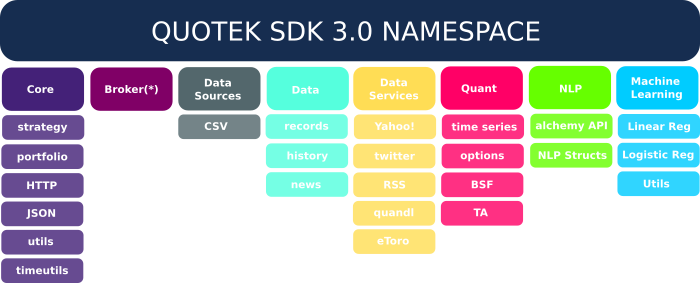 QUOTEK SDK 3.0 NAMESPACE
Core
strategy
portfolio
HTTP
JSON
utils
timeutils
Broker(*)
Data
Sources
CSV
Data
records
history
news
Data
Services
Yahoo!
twitter
RSS
quandl
eToro
Quant
time series
options
BSF
TA
NLP
alchemy API
NLP Structs
Machine
Learning
Linear Reg
Logistic Reg
Utils